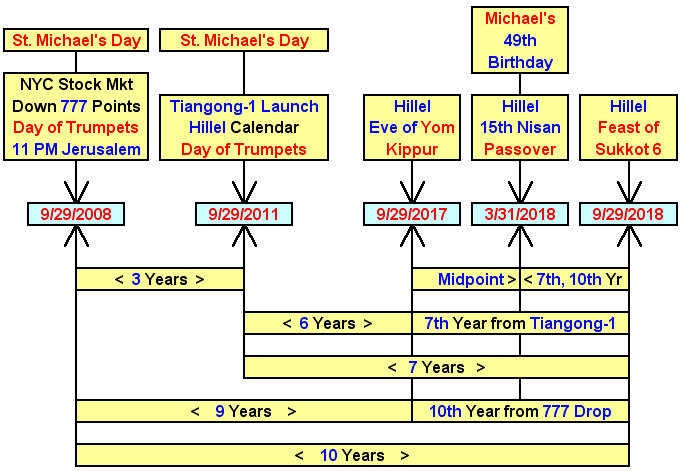 St. Michael's Day
St. Michael's Day
Michael's
49th
Birthday
NYC Stock Mkt
Down 777 Points
Day of Trumpets
11 PM Jerusalem
Tiangong-1 Launch
Hillel Calendar
Day of Trumpets
Hillel
Eve of Yom
Kippur
Hillel
15th Nisan
Passover
Hillel
Feast of
Sukkot 6
9/29/2008
9/29/2011
9/29/2017
3/31/2018
9/29/2018
< 3 Years >
Midpoint >
< 7th, 10th Yr
< 6 Years >
7th Year from Tiangong-1
< 7 Years >
< 9 Years >
10th Year from 777 Drop
< 10 Years >